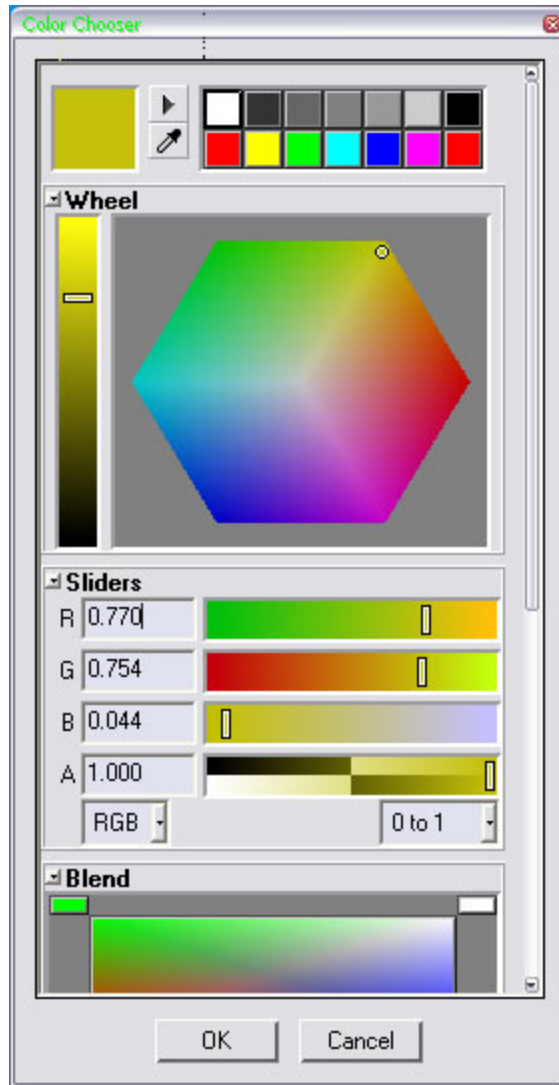 Color Chooser
Wheel
Sliders
R 0.770
G 0.754
B 0.044
A 1.000
RGB 0 to 1
Blend
OK Cancel